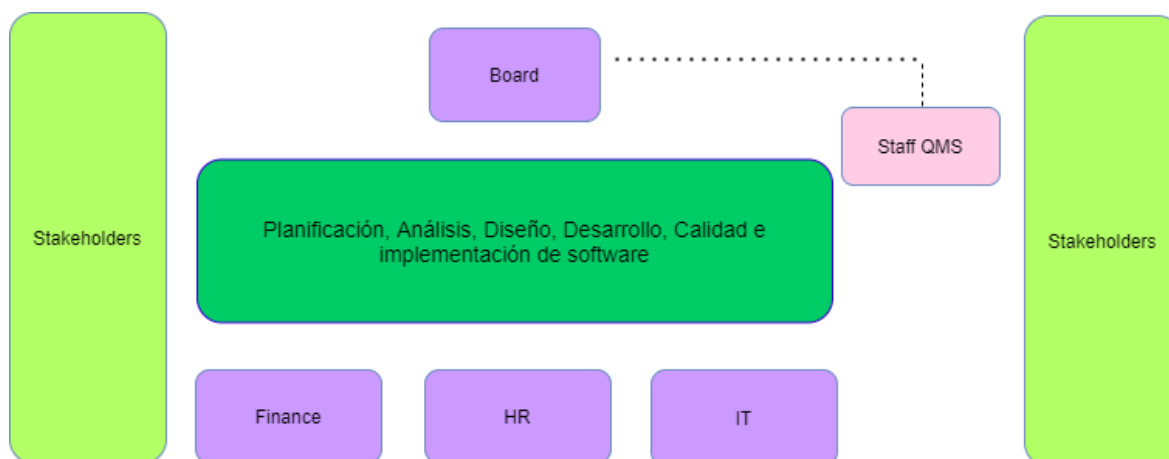 Board
Staff QMS
Stakeholders
Planificación, Análisis, Diseño, Desarrollo, Calidad e
implementación de software
Stakeholders
Finance
HR
IT